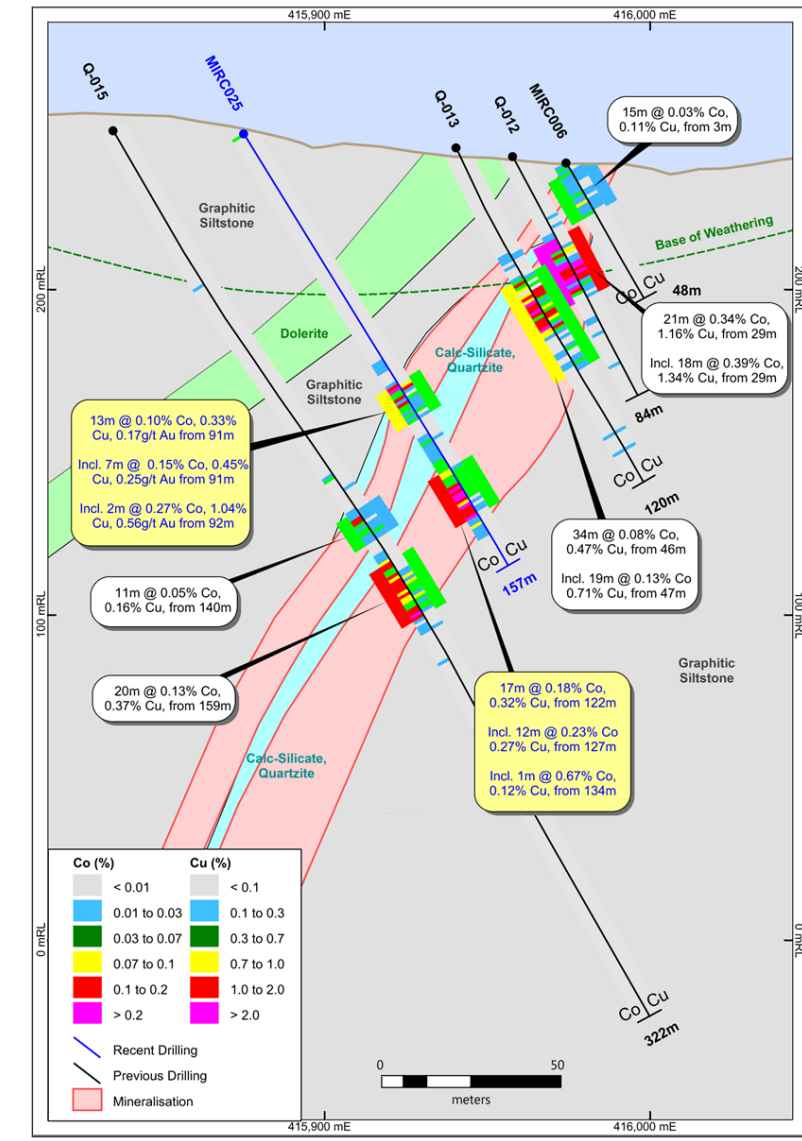 415,900 mE
416,000 mE
Q-015
MIRC025
Q-013
Q-012
MIRC006
15m @ 0.03% Co,
0.11% Cu, from 3m
Graphitic
Siltstone
Base of Weathering
200 mRL
200 mRL
Co Cu
48m
21m @ 0.34% Co,
1.16% Cu, from 29m
Incl. 18m @ 0.39% Co,
1.34% Cu, from 29m
Dolerite
Calc-Silicate,
Quartzite
Graphitic
Siltstone
84m
13m @ 0.10% Co, 0.33%
Cu, 0.17g/t Au from 91m
Incl. 7m @ 0.15% Co, 0.45%
Cu, 0.25g/t Au from 91m
Incl. 2m @ 0.27% Co, 1.04%
Cu, 0.56g/t Au from 92m
Co Cu
120m
34m @ 0.08% Co,
0.47% Cu, from 46m
Incl. 19m @ 0.13% Co
0.71% Cu, from 47m
Co Cu
157m
11m @ 0.05% Co,
0.16% Cu, from 140m
100 mRL
100 mRL
Graphitic
Siltstone
20m @ 0.13% Co,
0.37% Cu, from 159m
17m @ 0.18% Co,
0.32% Cu, from 122m
Incl. 12m @ 0.23% Co
0.27% Cu, from 127m
Incl. 1m @ 0.67% Co,
0.12% Cu, from 134m
Calc-Silicate,
Quartzite
0 mRL
0 mRL
Co (%)
< 0.01
0.01 to 0.03
0.03 to 0.07
0.07 to 0.1
0.1 to 0.2
> 0.2
Cu (%)
< 0.1
0.1 to 0.3
0.3 to 0.7
0.7 to 1.0
1.0 to 2.0
> 2.0
Recent Drilling
Previous Drilling
Mineralisation
Co Cu
322m
0 50
meters
415,900 mE
416,000 mE